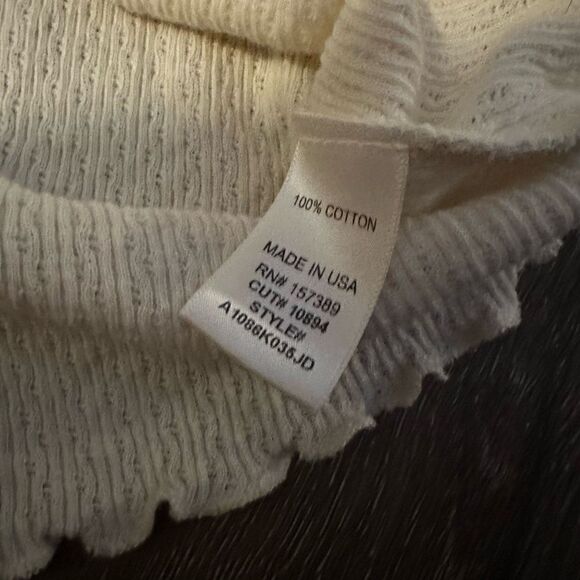 100% COTTON
MADE IN USA
RN# 157389
CUT# 10894
STYLE#
A1086K035JD